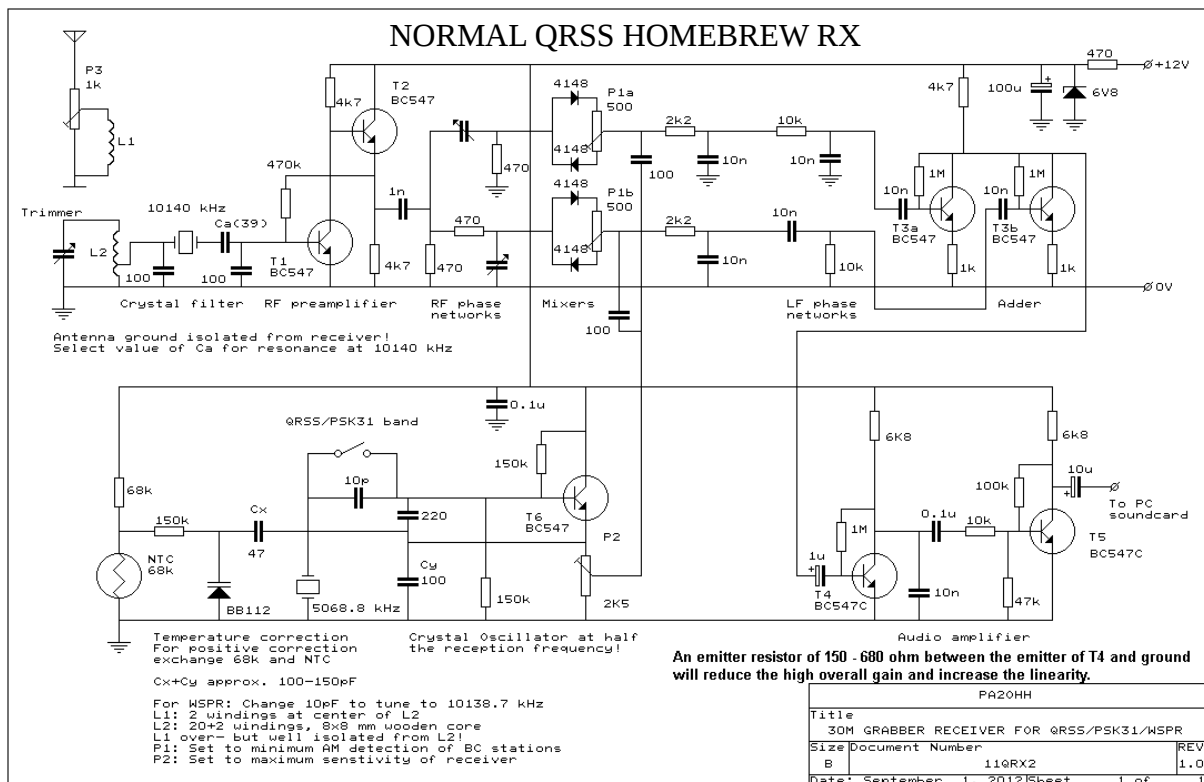 NORMAL QRSS HOMEBREW RX
P3
1k
L1
Trimmer
L2
10140 kHz
Ca(39)
100
100
470k
4k7
T2
BC547
T1
BC547
4k7
1n
470
470
470
4148
4148
P1a
500
4148
4148
P1b
500
100
100
2k2
10n
10k
10n
2k2
10n
10n
10k
4k7
100u
+
6V8
470
+12V
1M
10n
T3a
BC547
1k
1M
10n
T3b
BC547
1k
0V
Crystal filter
RF preamplifier
RF phase
networks
Mixers
LF phase
networks
Adder
Antenna ground isolated from receiver!
Select value of Ca for resonance at 10140 kHz
QRSS/PSK31 band
0.1u
10p
150k
68k
150k
Cx
47
220
Cy
100
T6
BC547
P2
2K5
NTC
68k
BB112
5068.8 kHz
150k
6K8
6k8
10u
+
To PC
soundcard
100k
0.1u
10k
T5
BC547C
1M
1u
+
T4
BC547C
10n
47k
Temperature correction
For positive correction
exchange 68k and NTC
Crystal Oscillator at half
the reception frequency!
Audio amplifier
Cx+Cy approx. 100-150pF
For WSPR: Change 10pF to tune to 10138.7 kHz
L1: 2 windings at center of L2
L2: 20+2 windings, 8x8 mm wooden core
L1 over- but well isolated from L2!
P1: Set to minimum AM detection of BC stations
P2: Set to maximum senstivity of receiver
An emitter resistor of 150 - 680 ohm between the emitter of T4 and ground
will reduce the high overall gain and increase the linearity.
PA2OHH
Title
30M GRABBER RECEIVER FOR QRSS/PSK31/WSPR
Size Document Number REV
B 11QRX2 1.0
Date: September 1, 2012 Sheet 1 of 1